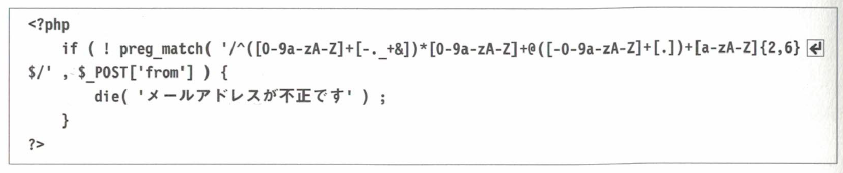 <?php
if ( ! preg_match( '/^([0-9a-zA-Z]+[-._+&])*[0-9a-zA-Z]+@([-0-9a-zA-Z]+[.])+[a-zA-Z]{2,6}
$/' , $_POST['from'] ) {
die( 'メールアドレスが不正です' ) ;
}
?>